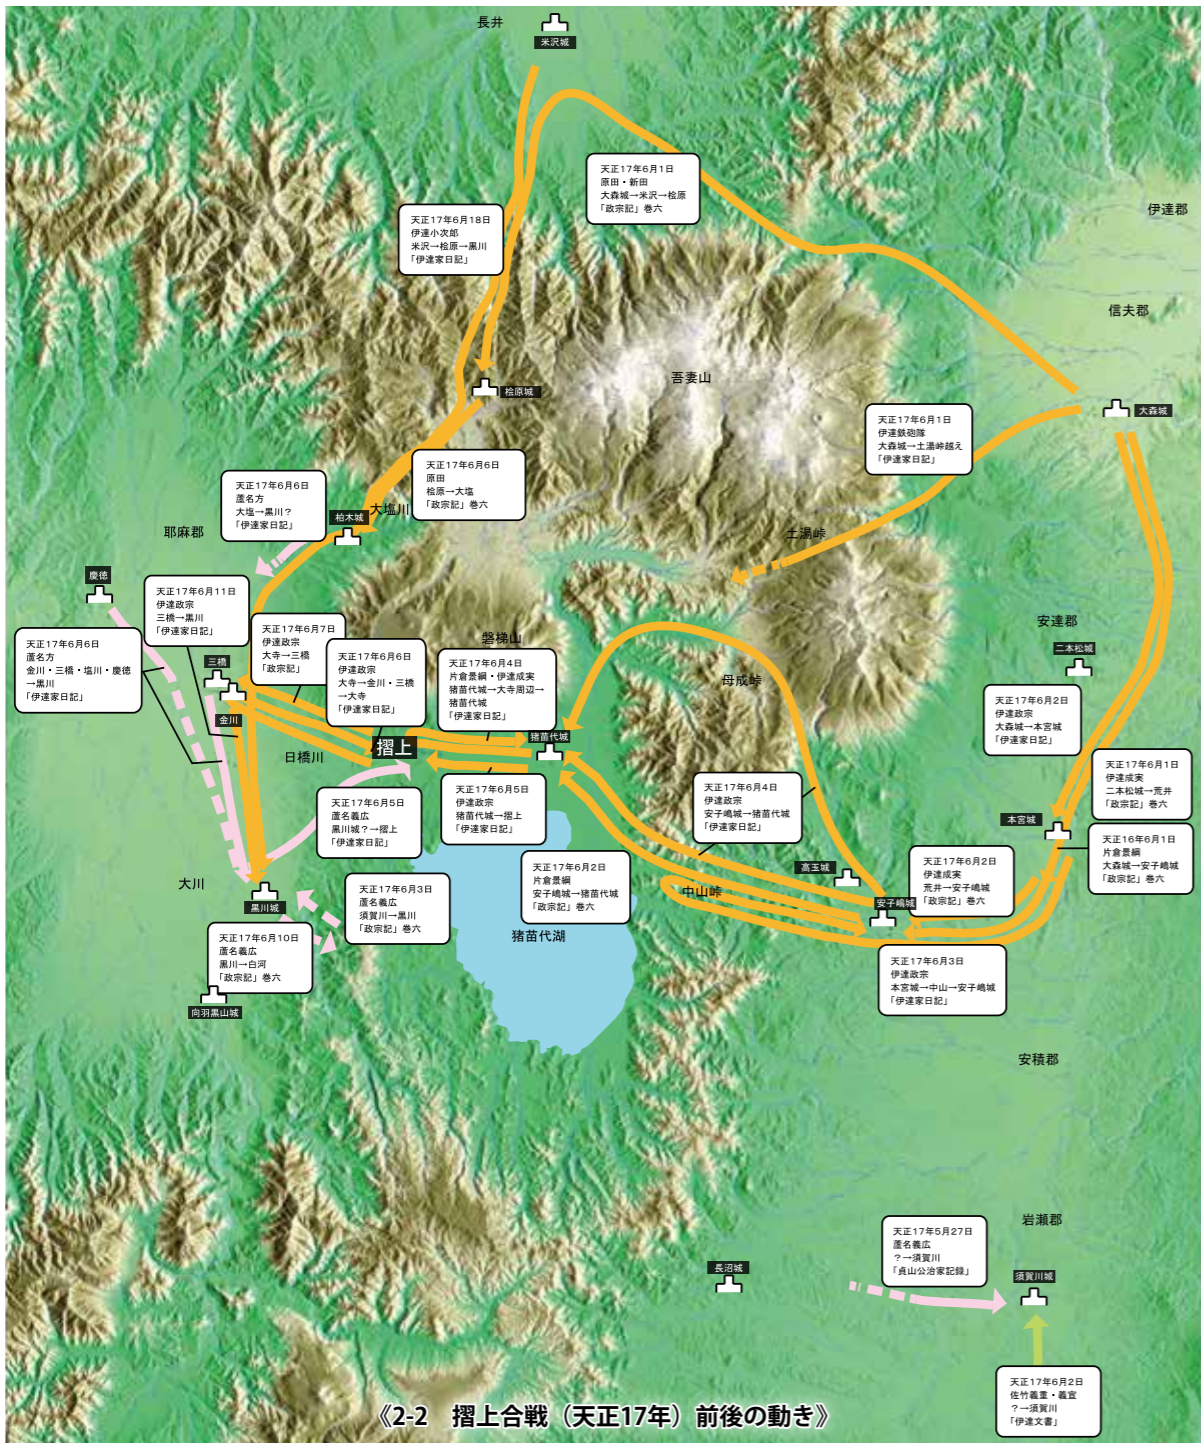 長井
米沢城
天正17年6月1日
原田・新田
大森城→米沢→桧原
「政宗記」巻六
伊達郡
天正17年6月18日
伊達小次郎
米沢→桧原→黒川
「伊達家日記」
信夫郡
吾妻山
桧原城
大森城
天正17年6月1日
伊達鉄砲隊
大森城→土湯峠越え
「伊達家日記」
天正17年6月6日
原田
桧原→大塩
「政宗記」巻六
天正17年6月6日
蘆名方
大塩→黒川？
「伊達家日記」
大塩川
柏木城
耶麻郡
土湯峠
慶徳
天正17年6月11日
伊達政宗
三橋→黒川
「伊達家日記」
天正17年6月7日
伊達政宗
大寺→三橋
「政宗記」
安達郡
二本松城
天正17年6月6日
蘆名方
金川・三橋・塩川・慶徳
→黒川
「伊達家日記」
三橋
磐梯山
天正17年6月6日
伊達政宗
大寺→金川・三橋
→大寺
「伊達家日記」
天正17年6月4日
片倉景綱・伊達成実
猪苗代城→大寺周辺→
猪苗代城
「伊達家日記」
母成峠
天正17年6月2日
伊達政宗
大森城→本宮城
「伊達家日記」
金川
猪苗代城
摺上
日橋川
天正17年6月1日
伊達成実
二本松城→荒井
「政宗記」巻六
天正17年6月5日
蘆名義広
黒川城？→摺上
「伊達家日記」
天正17年6月5日
伊達政宗
猪苗代城→摺上
「伊達家日記」
天正17年6月4日
伊達政宗
安子嶋城→猪苗代城
「伊達家日記」
本宮城
天正16年6月1日
片倉景綱
大森城→安子嶋城
「政宗記」巻六
天正17年6月2日
片倉景綱
安子嶋城→猪苗代城
「政宗記」巻六
高玉城
天正17年6月2日
伊達成実
荒井→安子嶋城
「政宗記」巻六
大川
黒川城
天正17年6月3日
蘆名義広
須賀川→黒川
「政宗記」巻六
中山峠
安子嶋城
猪苗代湖
天正17年6月10日
蘆名義広
黒川→白河
「政宗記」巻六
天正17年6月3日
伊達政宗
本宮城→中山→安子嶋城
「伊達家日記」
向羽黒山城
安積郡
岩瀬郡
天正17年5月27日
蘆名義広
？→須賀川
「貞山公治家記録」
長沼城
須賀川城
天正17年6月2日
佐竹義重・義宣
？→須賀川
「伊達文書」
《2-2　摺上合戦（天正17年）前後の動き》